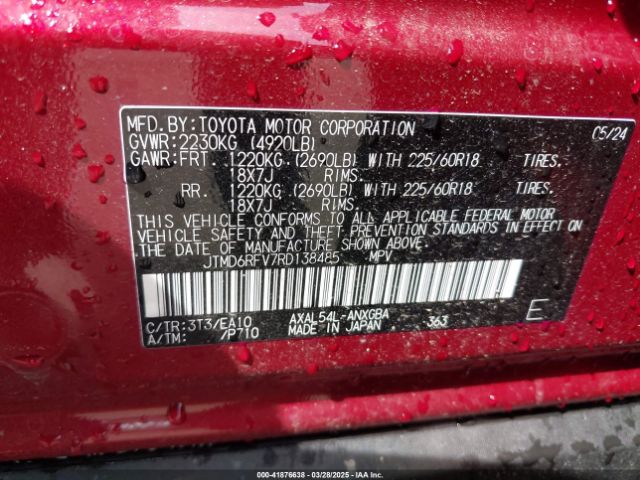 MFD. BY: TOYOTA MOTOR CORPORATION 05/24
GVWR: 2230KG (4920LB)
GAWR: FRT. 1220KG (2690LB) WITH 225/60R18 TIRES.
18X7J RIMS.
RR. 1220KG (2690LB) WITH 225/60R18 TIRES.
18X7J RIMS.
THIS VEHICLE CONFORMS TO ALL APPLICABLE FEDERAL MOTOR
VEHICLE SAFETY AND THEFT PREVENTION STANDARDS IN EFFECT ON
THE DATE OF MANUFACTURE SHOWN ABOVE.
JTMD6RFV7RD138485 MPV
C/TR: 3T3/EA10 AXAL54L-ANXGBA
A/TM: /P710 MADE IN JAPAN 363 E
00-41876638 03/28/2025 IAA Inc.